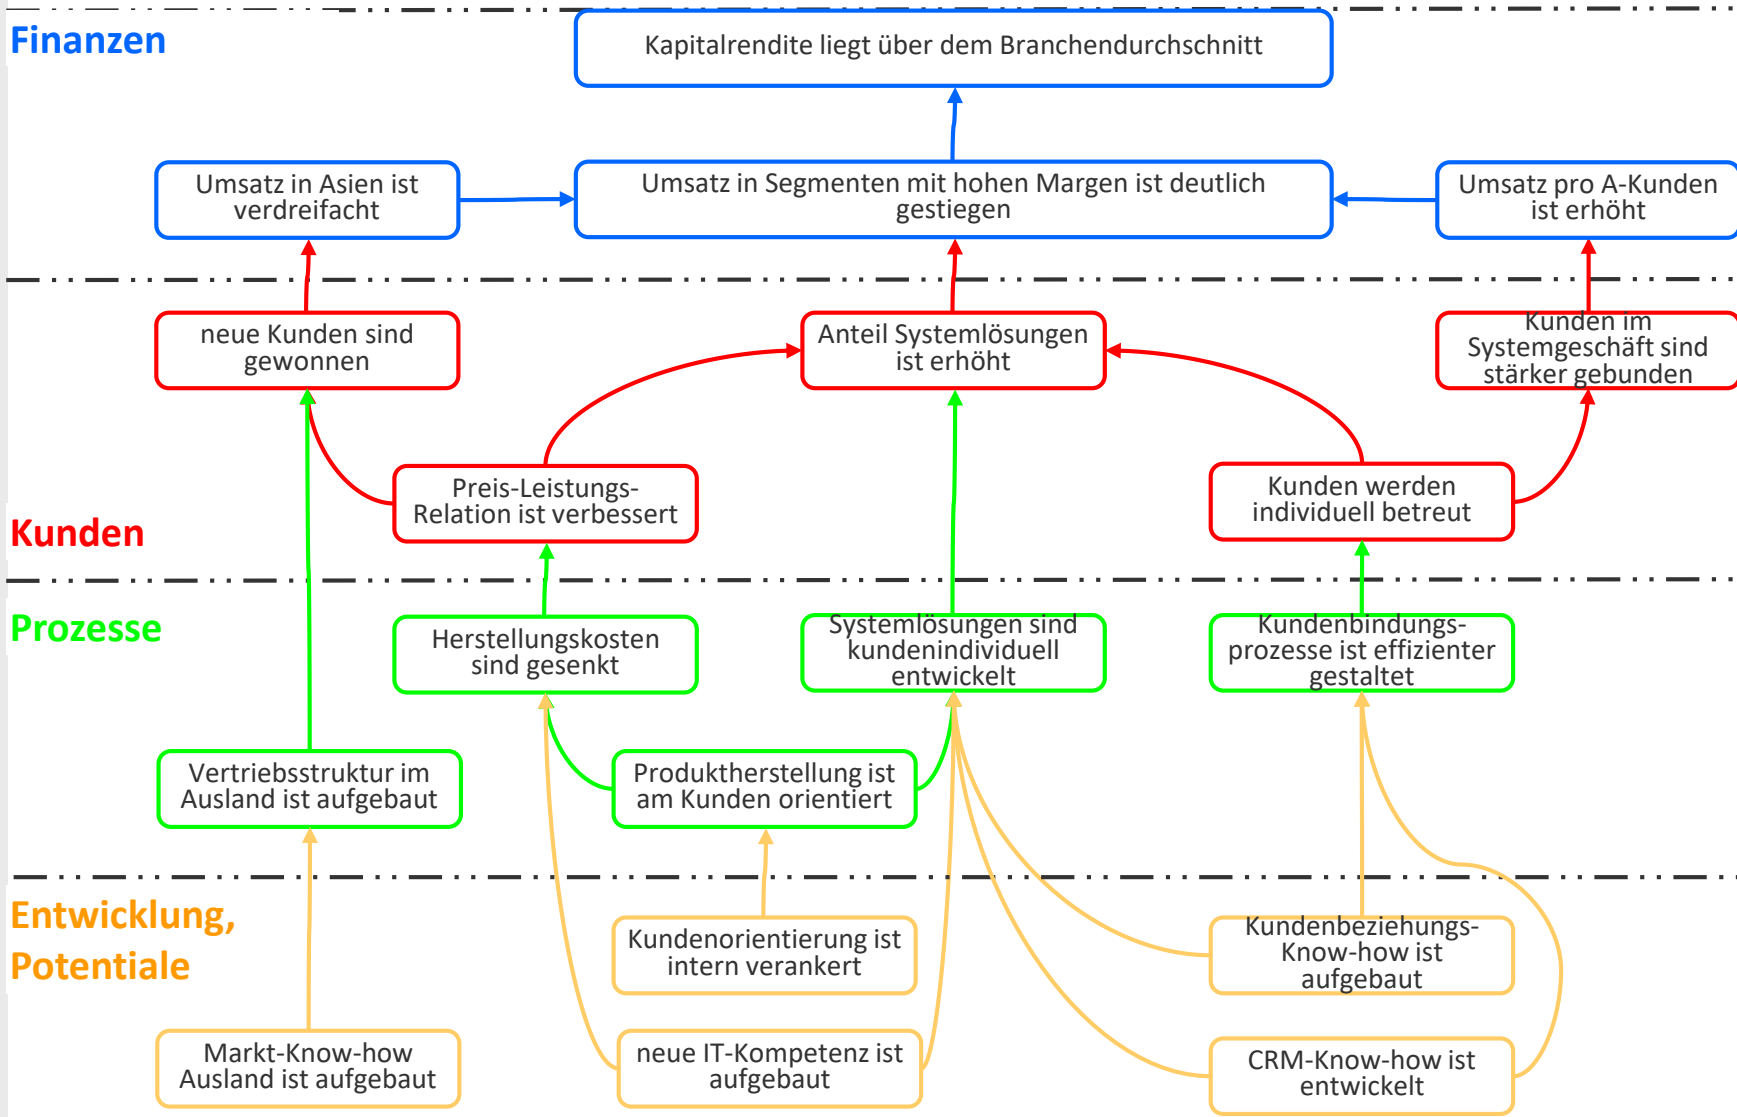 Finanzen
Kapitalrendite liegt über dem Branchendurchschnitt
Umsatz in Asien ist
verdreifacht
Umsatz in Segmenten mit hohen Margen ist deutlich
gestiegen
Umsatz pro A-Kunden
ist erhöht
neue Kunden sind
gewonnen
Anteil Systemlösungen
ist erhöht
Kunden im
Systemgeschäft sind
stärker gebunden
Preis-Leistungs-
Relation ist verbessert
Kunden werden
individuell betreut
Kunden
Prozesse
Herstellungskosten
sind gesenkt
Systemlösungen sind
kundenindividuell
entwickelt
Kundenbindungs-
prozesse ist effizienter
gestaltet
Vertriebsstruktur im
Ausland ist aufgebaut
Produktherstellung ist
am Kunden orientiert
Entwicklung,
Potentiale
Kundenorientierung ist
intern verankert
Kundenbeziehungs-
Know-how ist
aufgebaut
Markt-Know-how
Ausland ist aufgebaut
neue IT-Kompetenz ist
aufgebaut
CRM-Know-how ist
entwickelt